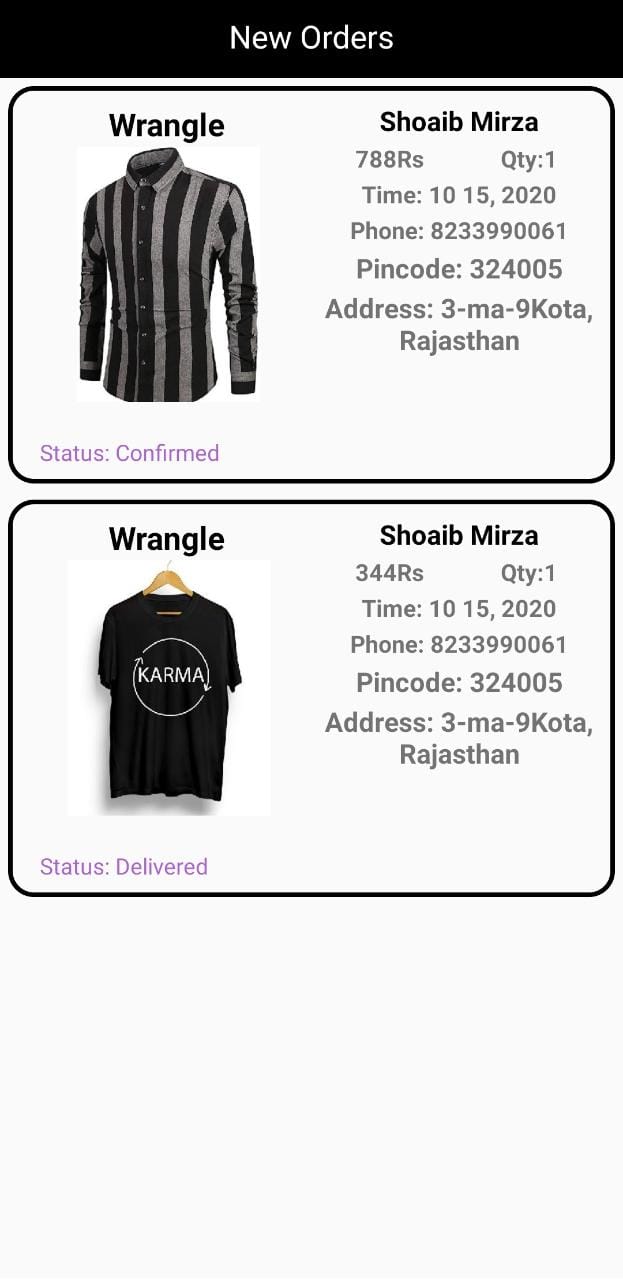 New Orders
Wrangle
Shoaib Mirza
788Rs Qty:1
Time: 10 15, 2020
Phone: 8233990061
Pincode: 324005
Address: 3-ma-9Kota,
Rajasthan
Status: Confirmed
Wrangle
Shoaib Mirza
344Rs Qty:1
Time: 10 15, 2020
Phone: 8233990061
Pincode: 324005
Address: 3-ma-9Kota,
Rajasthan
KARMA
Status: Delivered